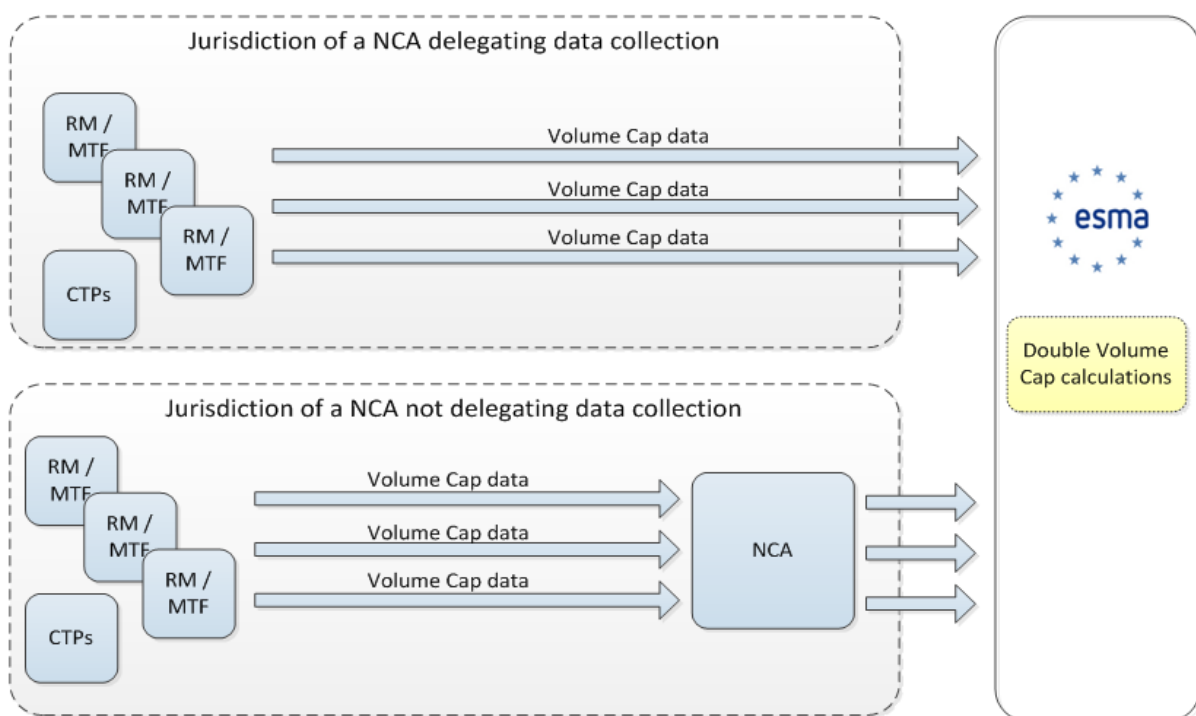 Jurisdiction of a NCA delegating data collection
RM /
MTF
RM /
MTF
RM /
MTF
CTPs
Volume Cap data
Volume Cap data
Volume Cap data
esma
Double Volume
Cap calculations
Jurisdiction of a NCA not delegating data collection
RM /
MTF
RM /
MTF
RM /
MTF
CTPs
Volume Cap data
Volume Cap data
Volume Cap data
NCA